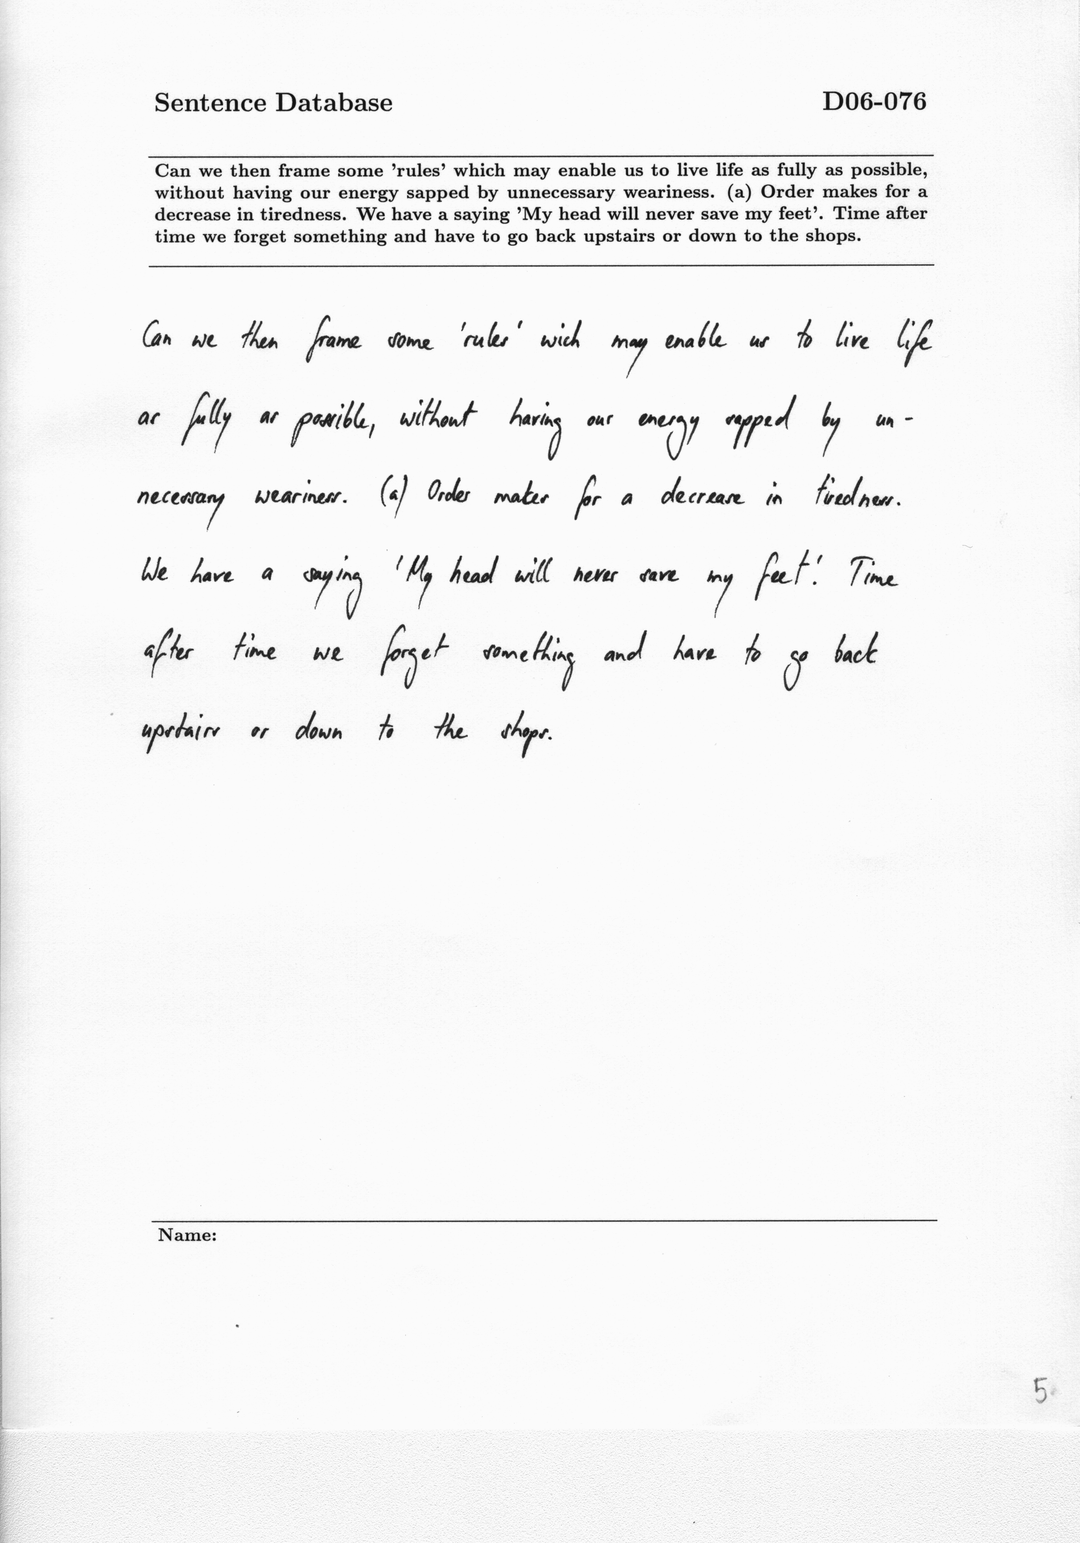 Sentence Database D06-076
Can we then frame some 'rules' which may enable us to live life as fully as possible,
without having our energy sapped by unnecessary weariness. (a) Order makes for a
decrease in tiredness. We have a saying 'My head will never save my feet'. Time after
time we forget something and have to go back upstairs or down to the shops.
Can we then frame some 'rules' wich may enable us to live life
as fully as possible, without having our energy sapped by un-
necessary weariness. (a) Order makes for a decrease in tiredness.
We have a saying 'My head will never save my feet'. Time
after time we forget something and have to go back
upstairs or down to the shops.
Name:
5